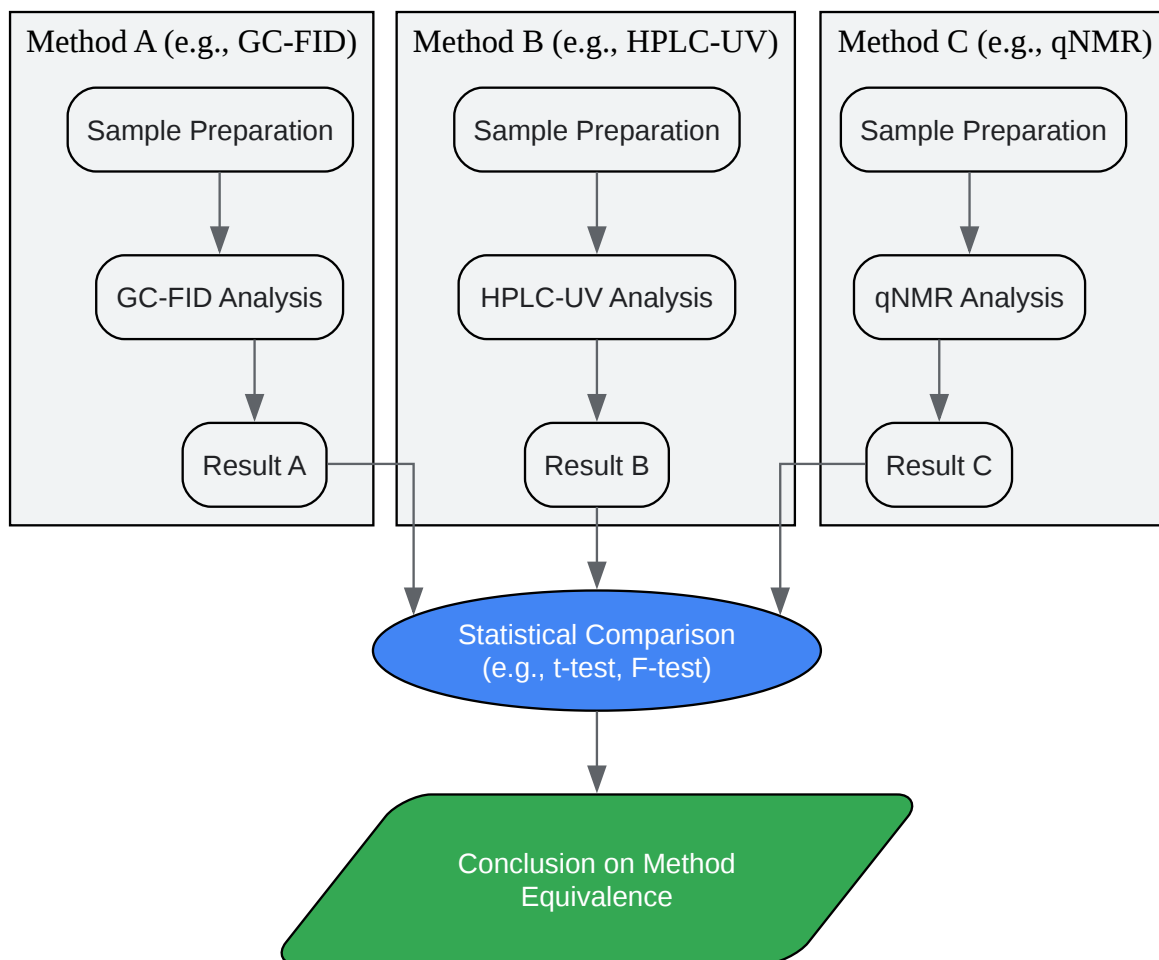 Method A (e.g., GC-FID)
Sample Preparation
GC-FID Analysis
Result A
Method B (e.g., HPLC-UV)
Sample Preparation
HPLC-UV Analysis
Result B
Method C (e.g., qNMR)
Sample Preparation
qNMR Analysis
Result C
Statistical Comparison
(e.g., t-test, F-test)
Conclusion on Method
Equivalence